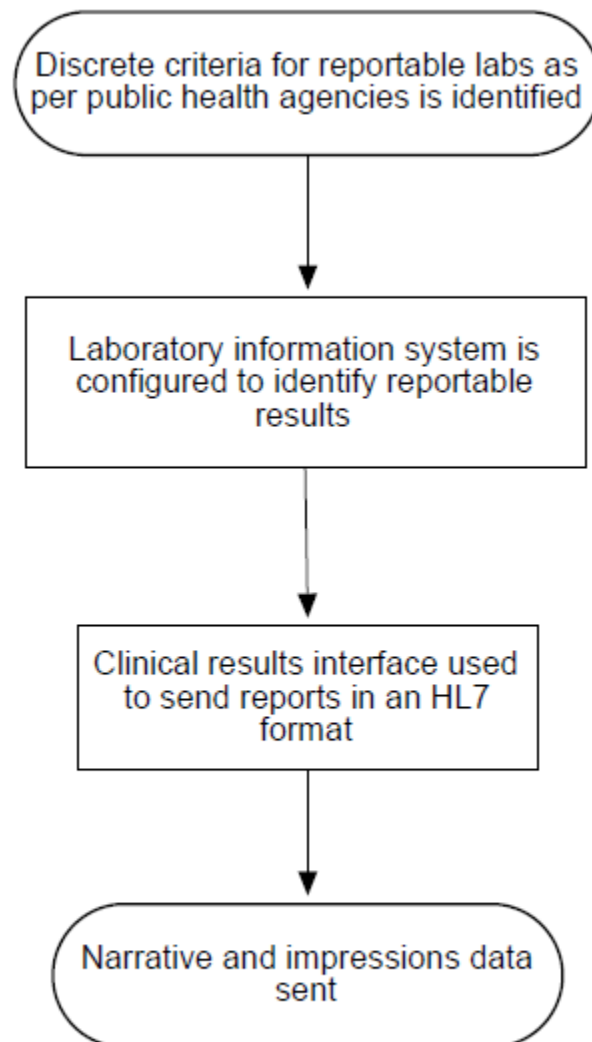 Discrete criteria for reportable labs as
per public health agencies is identified
Laboratory information system is
configured to identify reportable
results
Clinical results interface used
to send reports in an HL7
format
Narrative and impressions data
sent